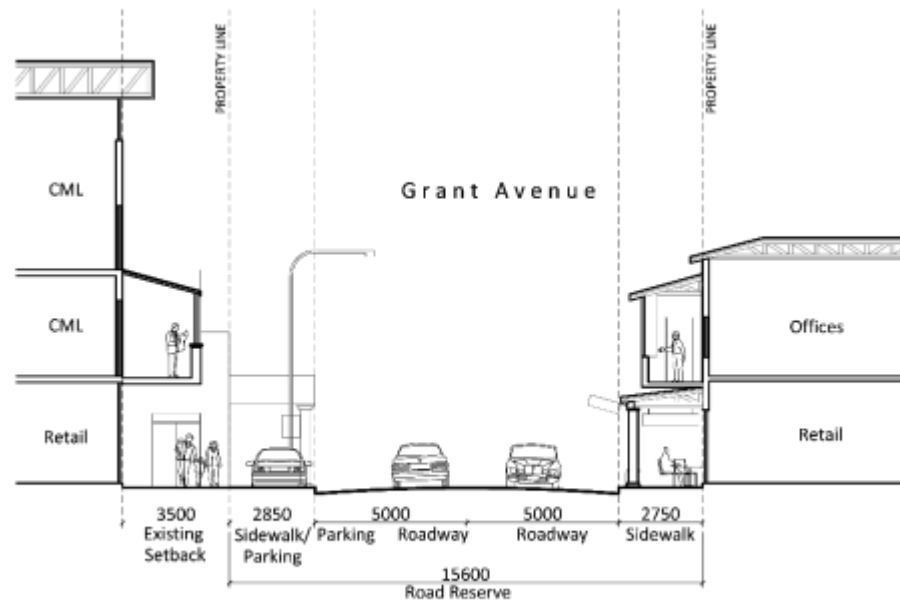 PROPERTY LINE
PROPERTY LINE
Grant Avenue
CML
CML
Offices
Retail
Retail
3500
Existing
Setback
2850
Sidewalk/
Parking
5000
Parking Roadway
5000
Roadway
2750
Sidewalk
15600
Road Reserve